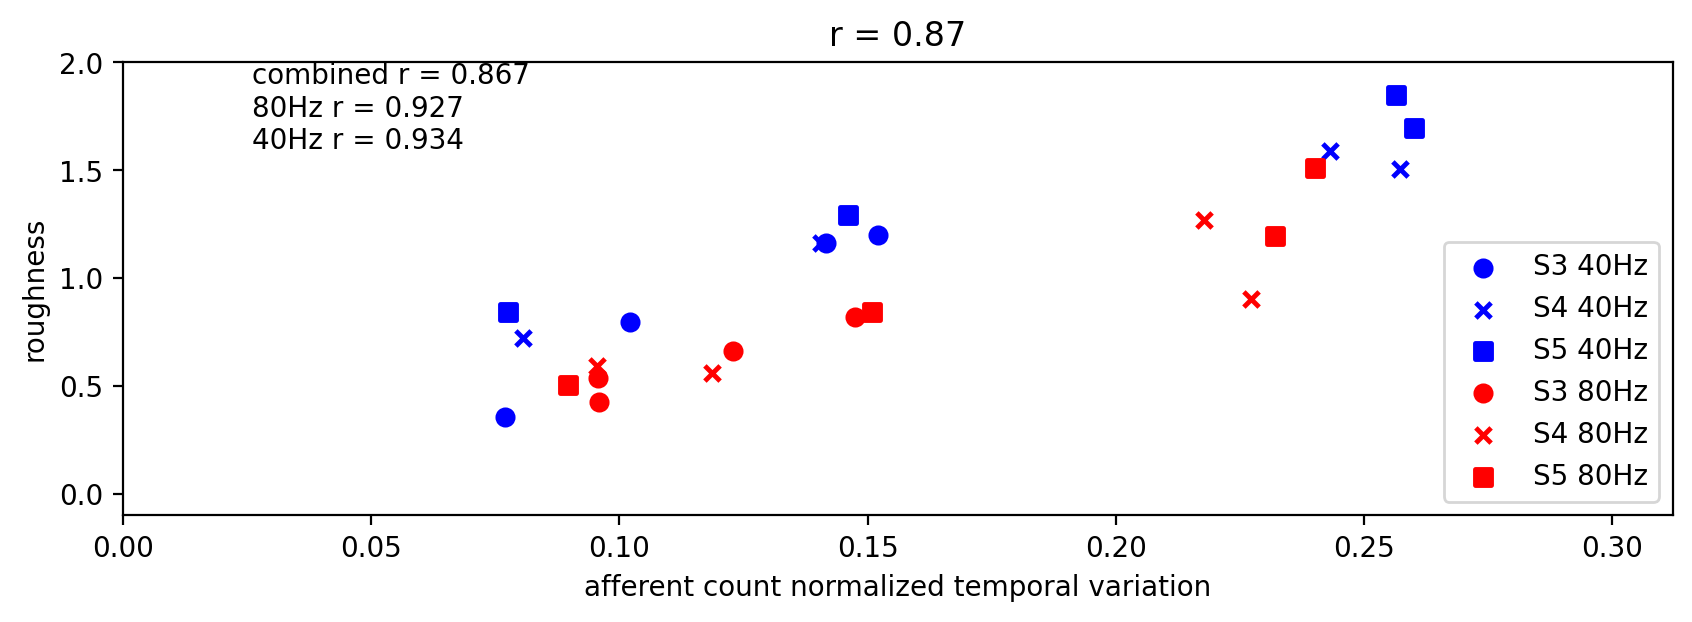 r = 0.87
combined r = 0.867
80Hz r = 0.927
40Hz r = 0.934
2.0
1.5
1.0
0.5
0.0
roughness
S3 40Hz
S4 40Hz
S5 40Hz
S3 80Hz
S4 80Hz
S5 80Hz
0.00 0.05 0.10 0.15 0.20 0.25 0.30
afferent count normalized temporal variation